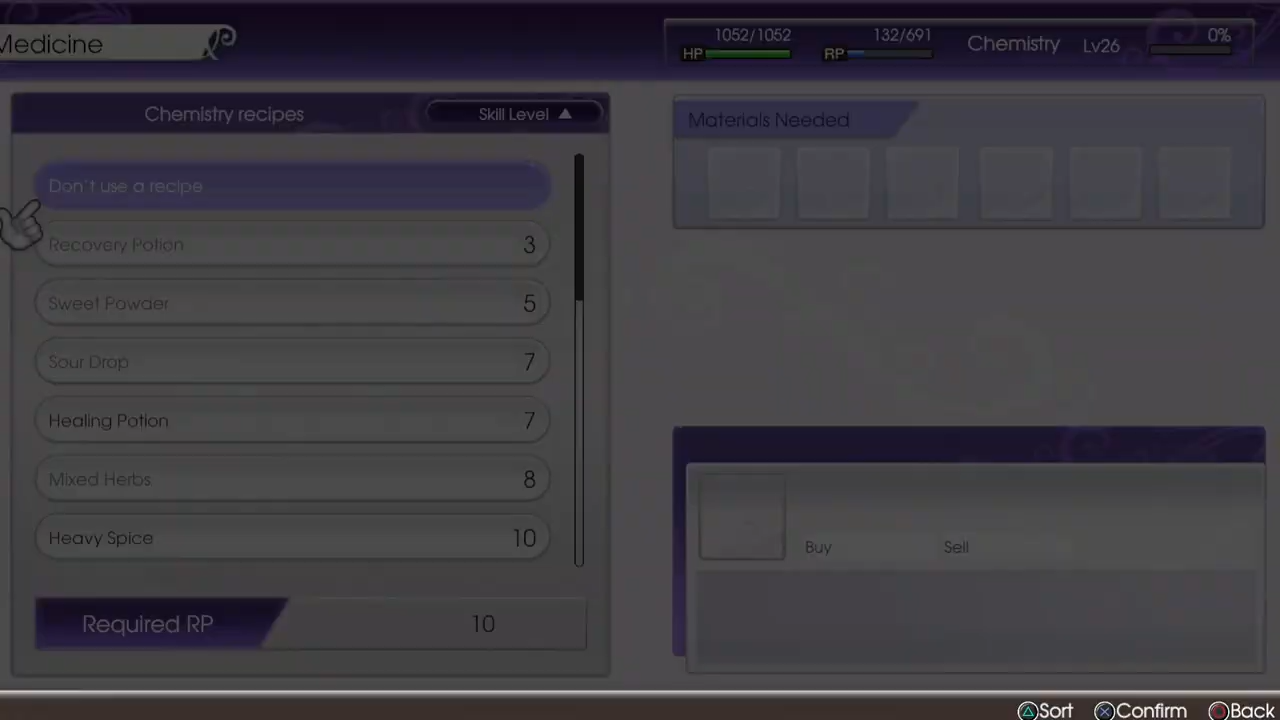 Medicine
1052/1052
HP
132/691
RP
Chemistry Lv26
0%
Chemistry recipes
Skill Level
Don't use a recipe
Recovery Potion 3
Sweet Powder 5
Sour Drop 7
Healing Potion 7
Mixed Herbs 8
Heavy Spice 10
Required RP 10
Materials Needed
Buy Sell
Sort Confirm Back